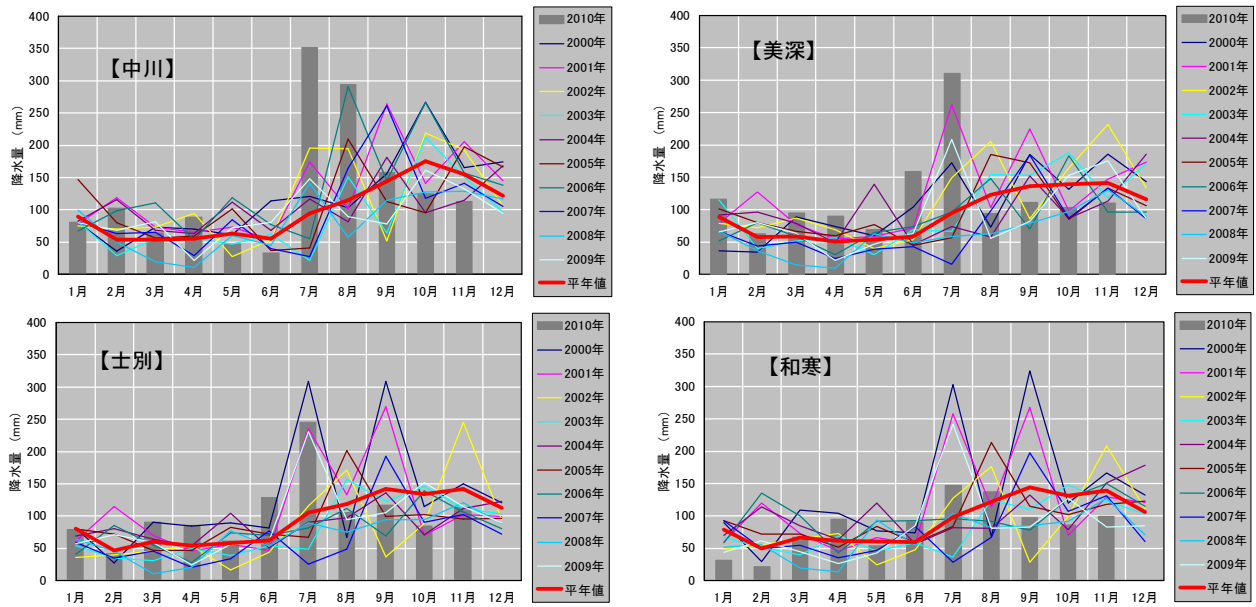 【中川】
降水量 (mm)
400
350
300
250
200
150
100
50
0
1月 2月 3月 4月 5月 6月 7月 8月 9月 10月 11月 12月
2010年
2000年
2001年
2002年
2003年
2004年
2005年
2006年
2007年
2008年
2009年
平年値
【美深】
降水量 (mm)
400
350
300
250
200
150
100
50
0
1月 2月 3月 4月 5月 6月 7月 8月 9月 10月 11月 12月
2010年
2000年
2001年
2002年
2003年
2004年
2005年
2006年
2007年
2008年
2009年
平年値
【士別】
降水量 (mm)
400
350
300
250
200
150
100
50
0
1月 2月 3月 4月 5月 6月 7月 8月 9月 10月 11月 12月
2010年
2000年
2001年
2002年
2003年
2004年
2005年
2006年
2007年
2008年
2009年
平年値
【和寒】
降水量 (mm)
400
350
300
250
200
150
100
50
0
1月 2月 3月 4月 5月 6月 7月 8月 9月 10月 11月 12月
2010年
2000年
2001年
2002年
2003年
2004年
2005年
2006年
2007年
2008年
2009年
平年値